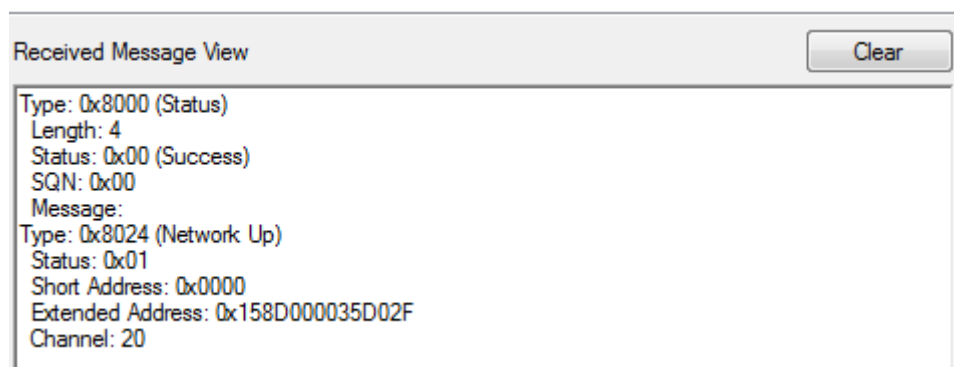 Received Message View
Clear
Type: 0x8000 (Status)
Length: 4
Status: 0x00 (Success)
SQN: 0x00
Message:
Type: 0x8024 (Network Up)
Status: 0x01
Short Address: 0x0000
Extended Address: 0x158D000035D02F
Channel: 20